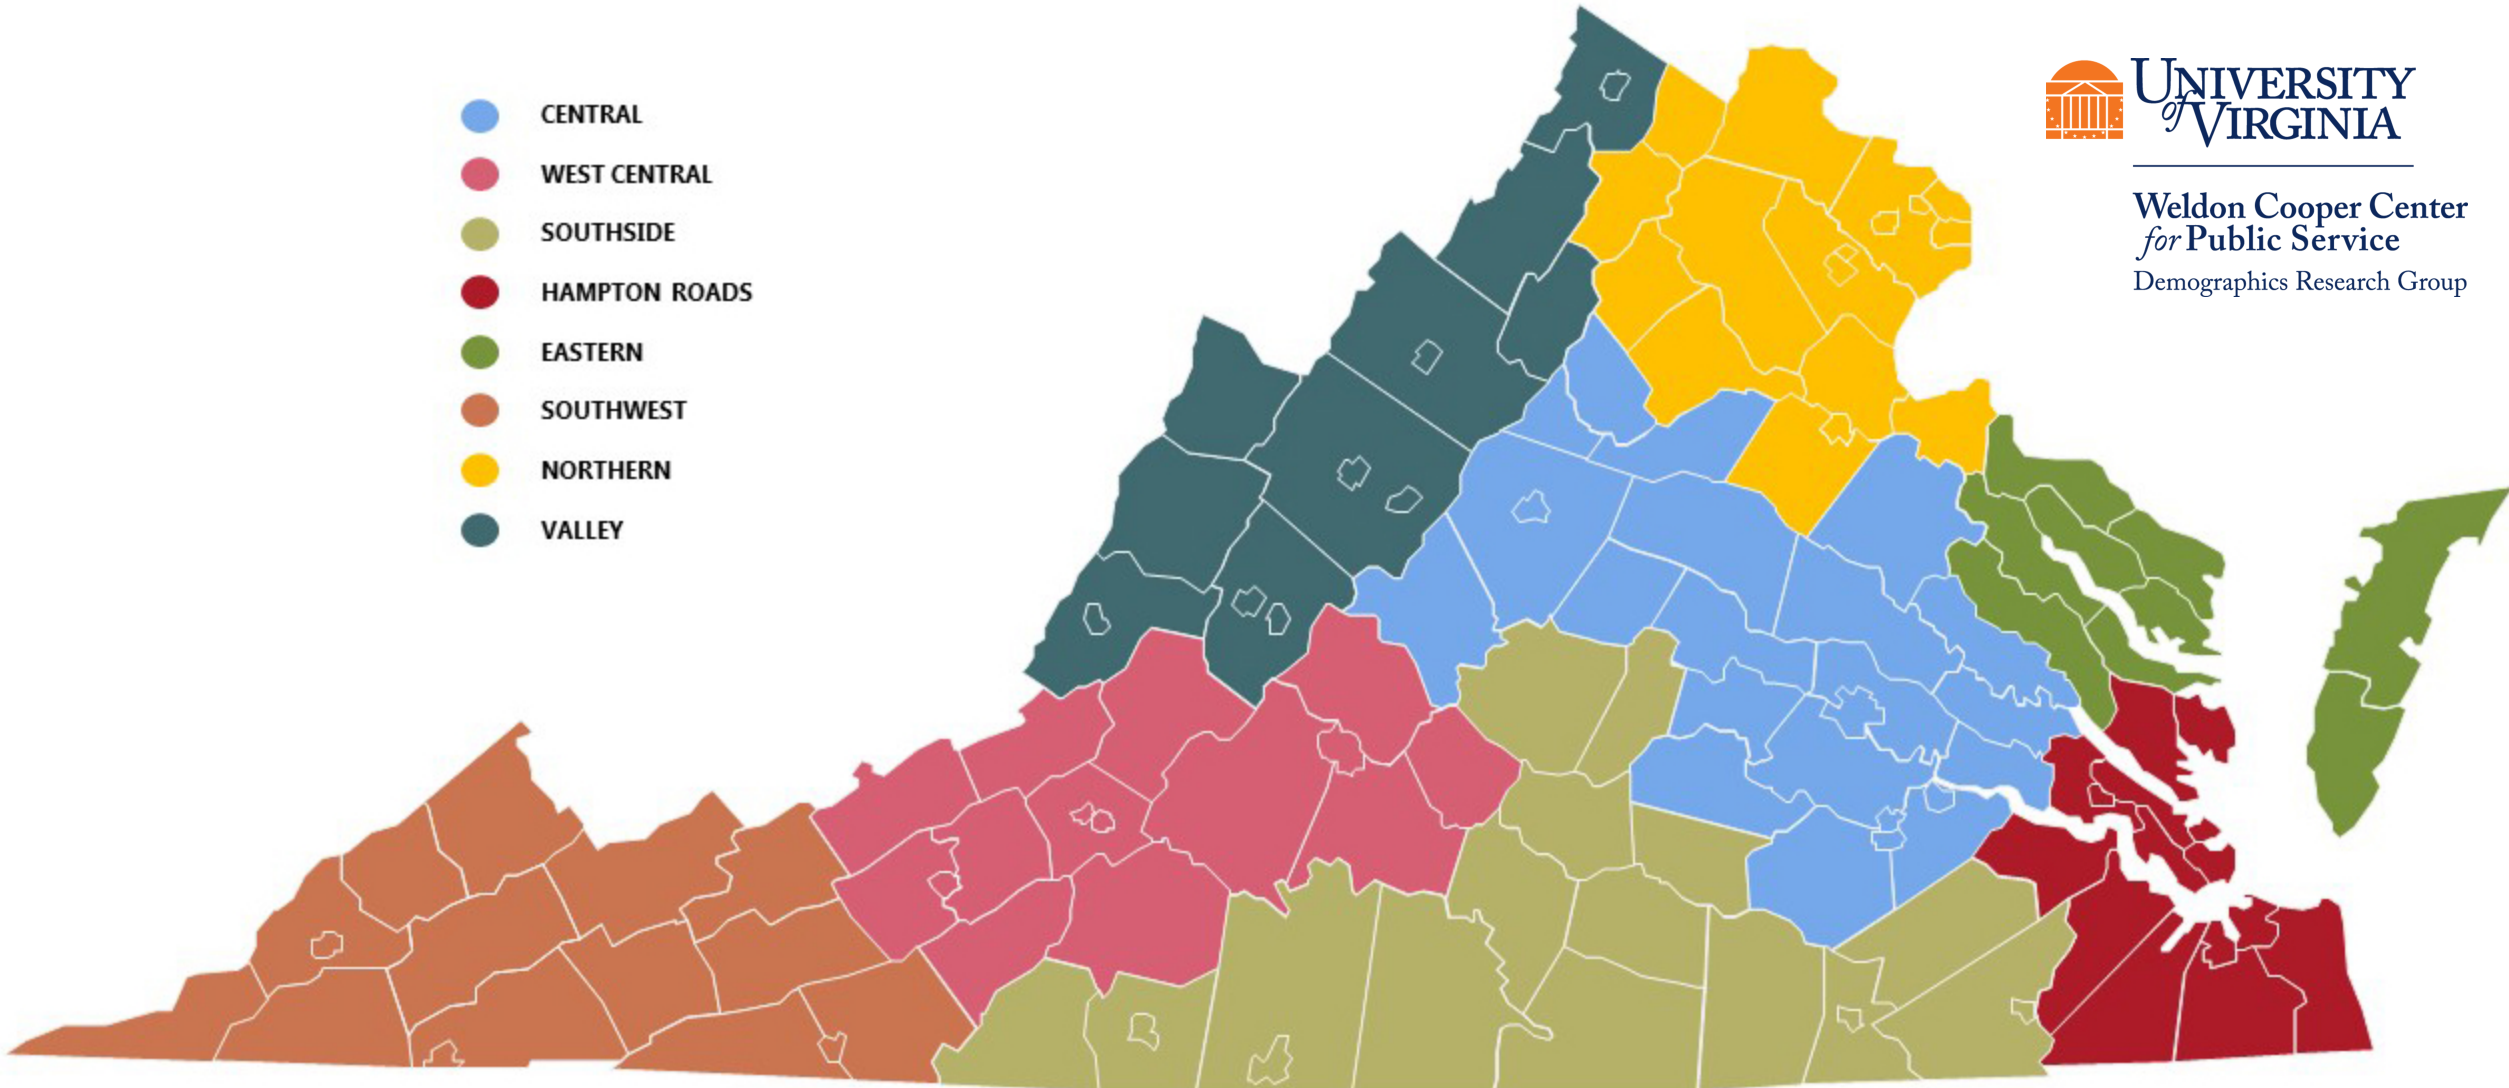 CENTRAL
WEST CENTRAL
SOUTHSIDE
HAMPTON ROADS
EASTERN
SOUTHWEST
NORTHERN
VALLEY
UNIVERSITY
of VIRGINIA
Weldon Cooper Center
for Public Service
Demographics Research Group